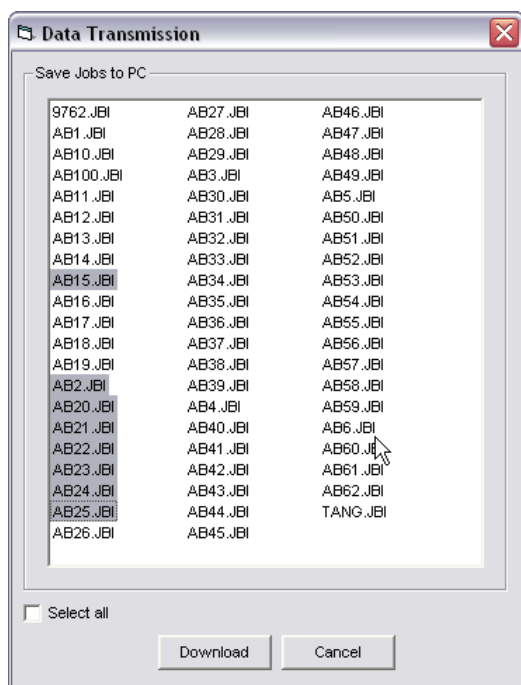 Data Transmission
Save Jobs to PC
9762.JBI
AB1.JBI
AB10.JBI
AB100.JBI
AB11.JBI
AB12.JBI
AB13.JBI
AB14.JBI
AB15.JBI
AB16.JBI
AB17.JBI
AB18.JBI
AB19.JBI
AB2.JBI
AB20.JBI
AB21.JBI
AB22.JBI
AB23.JBI
AB24.JBI
AB25.JBI
AB26.JBI
AB27.JBI
AB28.JBI
AB29.JBI
AB3.JBI
AB30.JBI
AB31.JBI
AB32.JBI
AB33.JBI
AB34.JBI
AB35.JBI
AB36.JBI
AB37.JBI
AB38.JBI
AB39.JBI
AB4.JBI
AB40.JBI
AB41.JBI
AB42.JBI
AB43.JBI
AB44.JBI
AB45.JBI
AB46.JBI
AB47.JBI
AB48.JBI
AB49.JBI
AB5.JBI
AB50.JBI
AB51.JBI
AB52.JBI
AB53.JBI
AB54.JBI
AB55.JBI
AB56.JBI
AB57.JBI
AB58.JBI
AB59.JBI
AB6.JBI
AB60.JBI
AB61.JBI
AB62.JBI
TANG.JBI
Select all
Download
Cancel